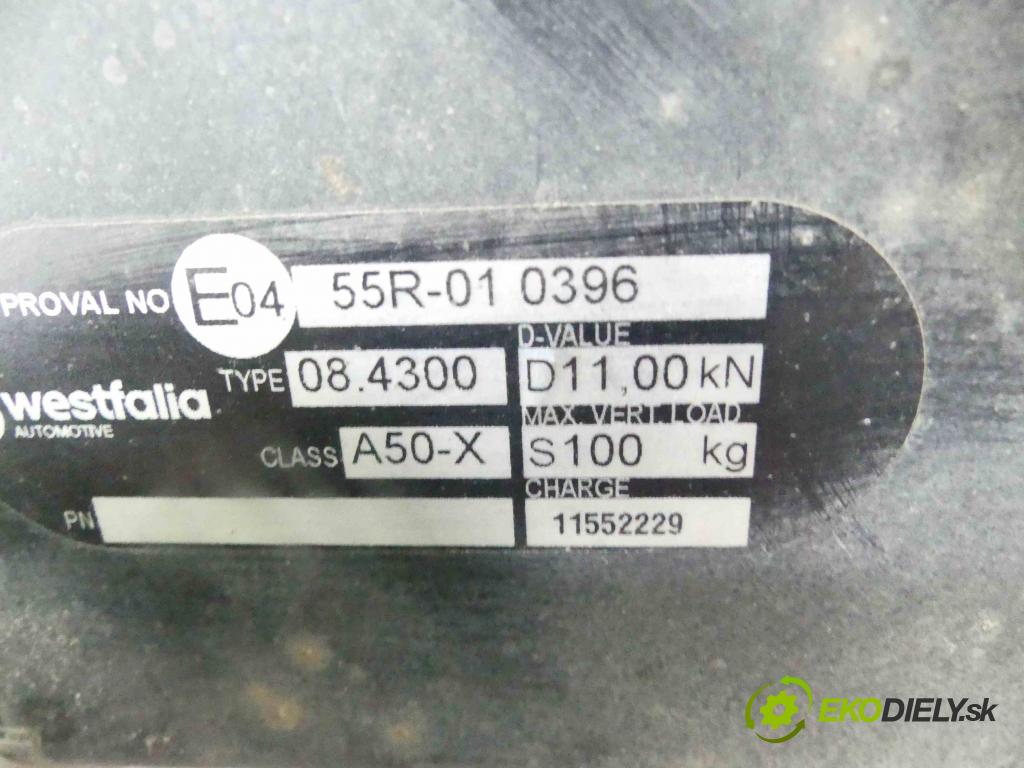 PROVAL NO E04 55R-01 0396
D-VALUE
TYPE 08.4300 D11,00 kN
westfalia
AUTOMOTIVE
MAX. VERT. LOAD
CLASS A50-X S100 kg
CHARGE
PN 11552229
EKODIELY.sk